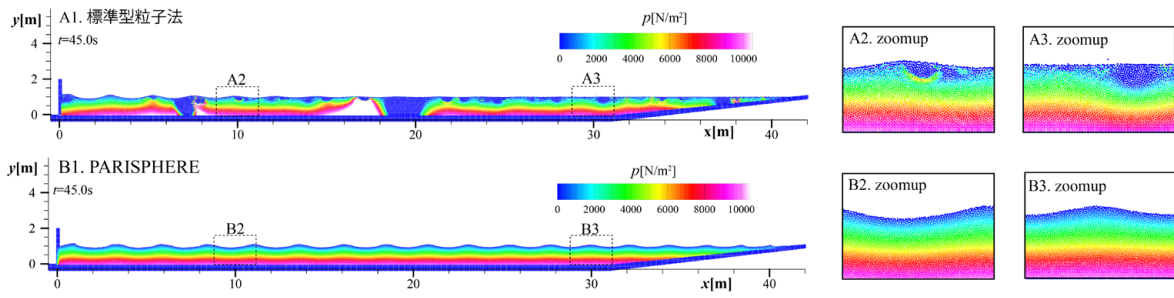 A1. 標準型粒子法
t=45.0s
y[m]
4
2
0
p[N/m²]
0 2000 4000 6000 8000 10000
A2
A3
0 10 20 30 40
x[m]
A2. zoomup
A3. zoomup
B1. PARISPHERE
t=45.0s
y[m]
4
2
0
p[N/m²]
0 2000 4000 6000 8000 10000
B2
B3
0 10 20 30 40
x[m]
B2. zoomup
B3. zoomup